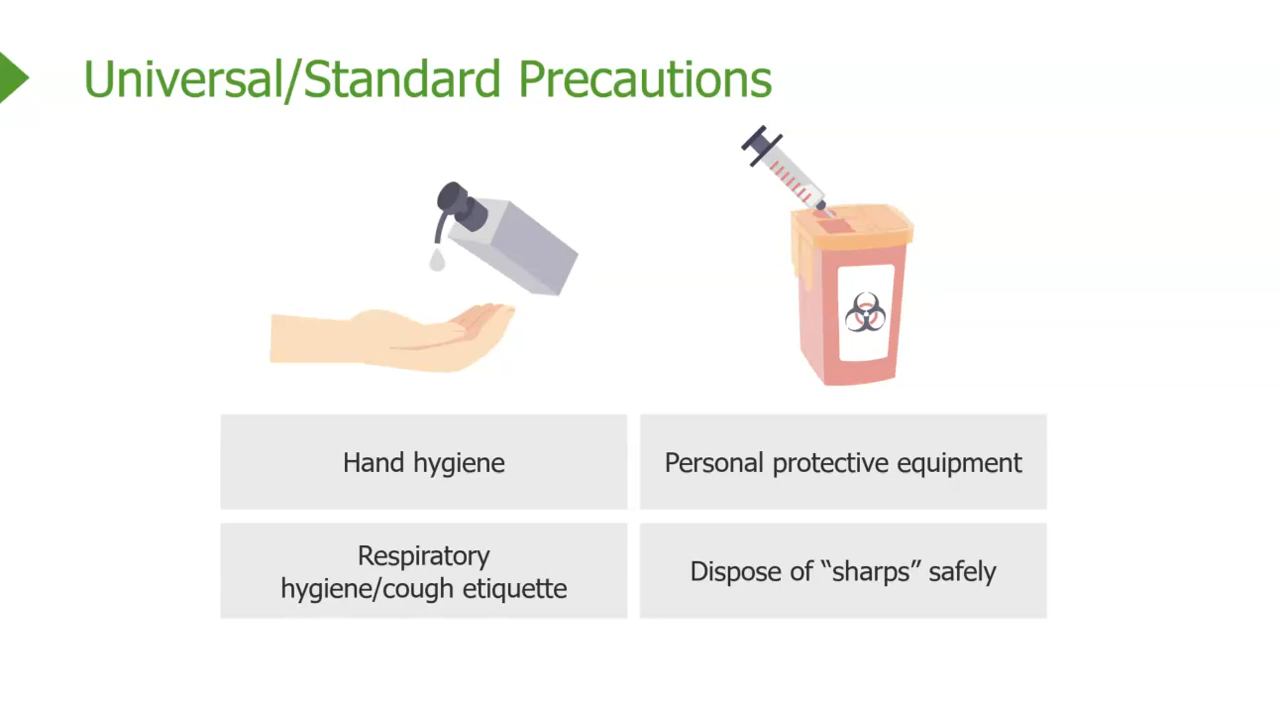 Universal/Standard Precautions
Hand hygiene
Personal protective equipment
Respiratory
hygiene/cough etiquette
Dispose of “sharps” safely